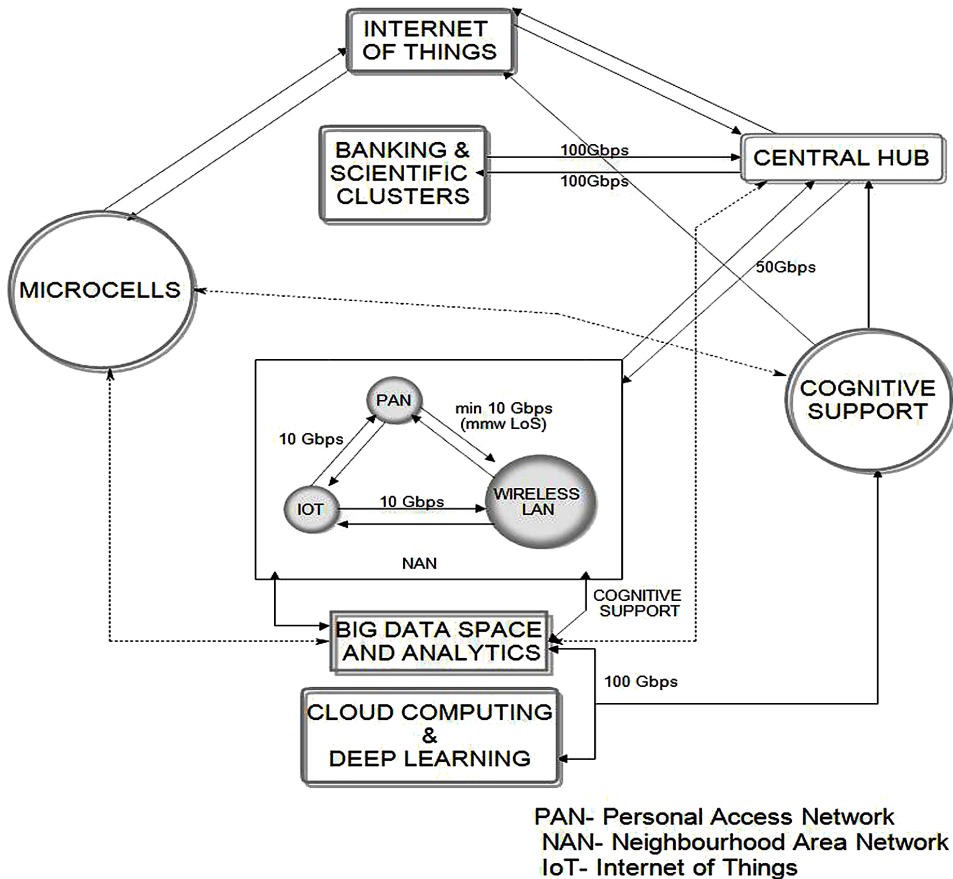 INTERNET
OF THINGS
BANKING &
SCIENTIFIC
CLUSTERS
100Gbps
100Gbps
CENTRAL HUB
50Gbps
MICROCELLS
COGNITIVE
SUPPORT
PAN
min 10 Gbps
(mmw LoS)
10 Gbps
IOT
10 Gbps
WIRELESS
LAN
NAN
COGNITIVE
SUPPORT
BIG DATA SPACE
AND ANALYTICS
100 Gbps
CLOUD COMPUTING
&
DEEP LEARNING
PAN- Personal Access Network
NAN- Neighbourhood Area Network
IoT- Internet of Things